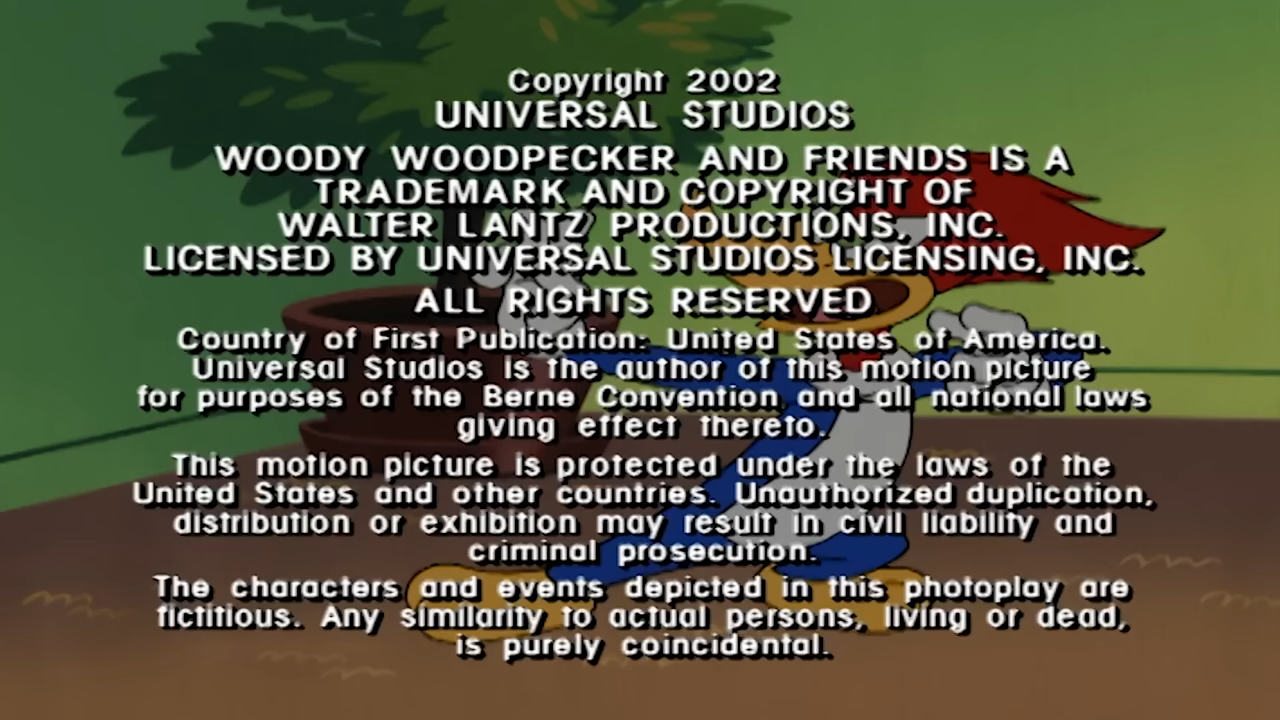 Copyright 2002
UNIVERSAL STUDIOS
WOODY WOODPECKER AND FRIENDS IS A
TRADEMARK AND COPYRIGHT OF
WALTER LANTZ PRODUCTIONS, INC.
LICENSED BY UNIVERSAL STUDIOS LICENSING, INC.
ALL RIGHTS RESERVED
Country of First Publication: United States of America.
Universal Studios is the author of this motion picture
for purposes of the Berne Convention and all national laws
giving effect thereto.
This motion picture is protected under the laws of the
United States and other countries. Unauthorized duplication,
distribution or exhibition may result in civil liability and
criminal prosecution.
The characters and events depicted in this photoplay are
fictitious. Any similarity to actual persons, living or dead,
is purely coincidental.